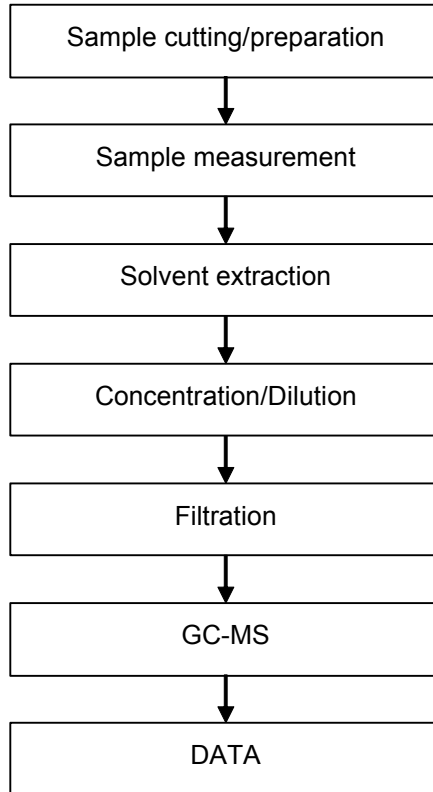 Sample cutting/preparation
Sample measurement
Solvent extraction
Concentration/Dilution
Filtration
GC-MS
DATA